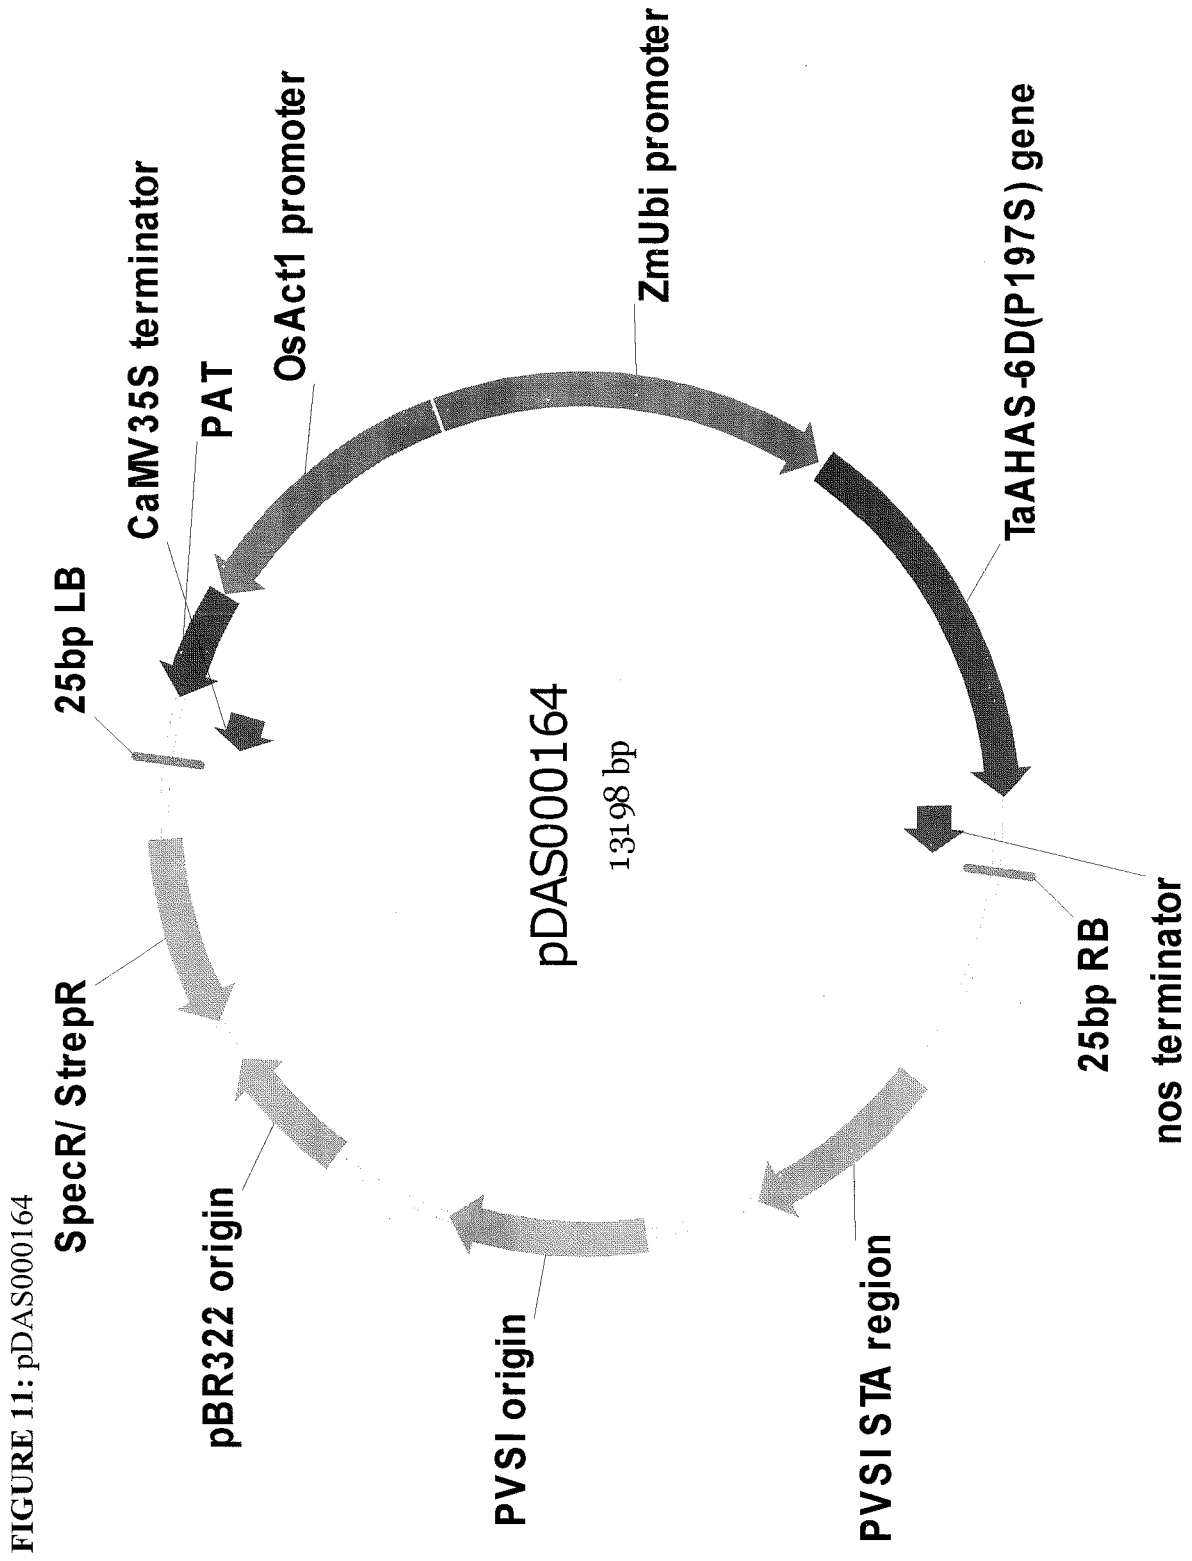 FIGURE 11: pDAS000164
SpecR/ StrepR
25bp LB
CaMV35S terminator
PAT
OsAct1 promoter
pBR322 origin
PVSI origin
pDAS000164
13198 bp
ZmUbi promoter
PVSI STA region
TaAHAS-6D(P197S) gene
25bp RB
nos terminator